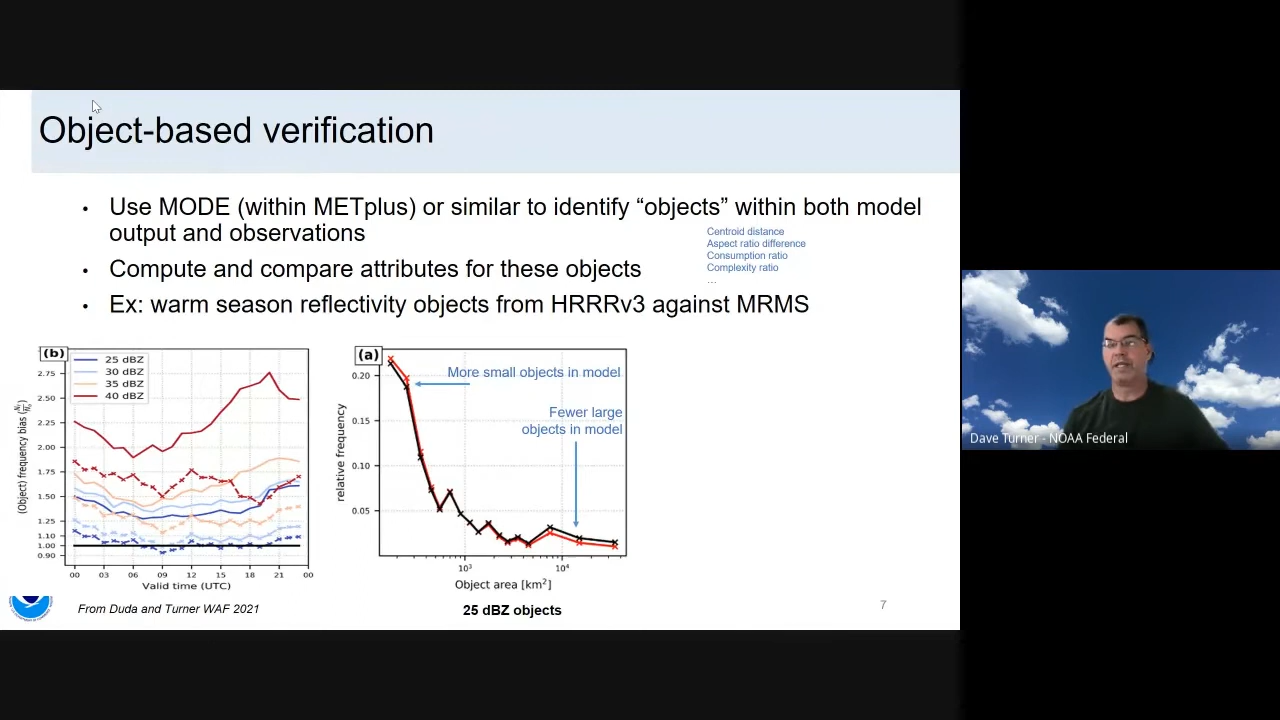 Object-based verification
• Use MODE (within METplus) or similar to identify “objects” within both model
output and observations
Centroid distance
Aspect ratio difference
Consumption ratio
Complexity ratio
...
• Compute and compare attributes for these objects
• Ex: warm season reflectivity objects from HRRRv3 against MRMS
(b)
25 dBZ
30 dBZ
35 dBZ
40 dBZ
2.75
2.50
2.25
2.00
1.75
1.50
1.25
1.10
1.00
0.90
00 03 06 09 12 15 18 21 00
Valid time (UTC)
(Object) frequency bias
(a)
More small objects in model
Fewer large
objects in model
0.20
0.15
0.10
0.05
relative frequency
10³ 10⁴
Object area [km²]
From Duda and Turner WAF 2021
25 dBZ objects
7
Dave Turner - NOAA Federal